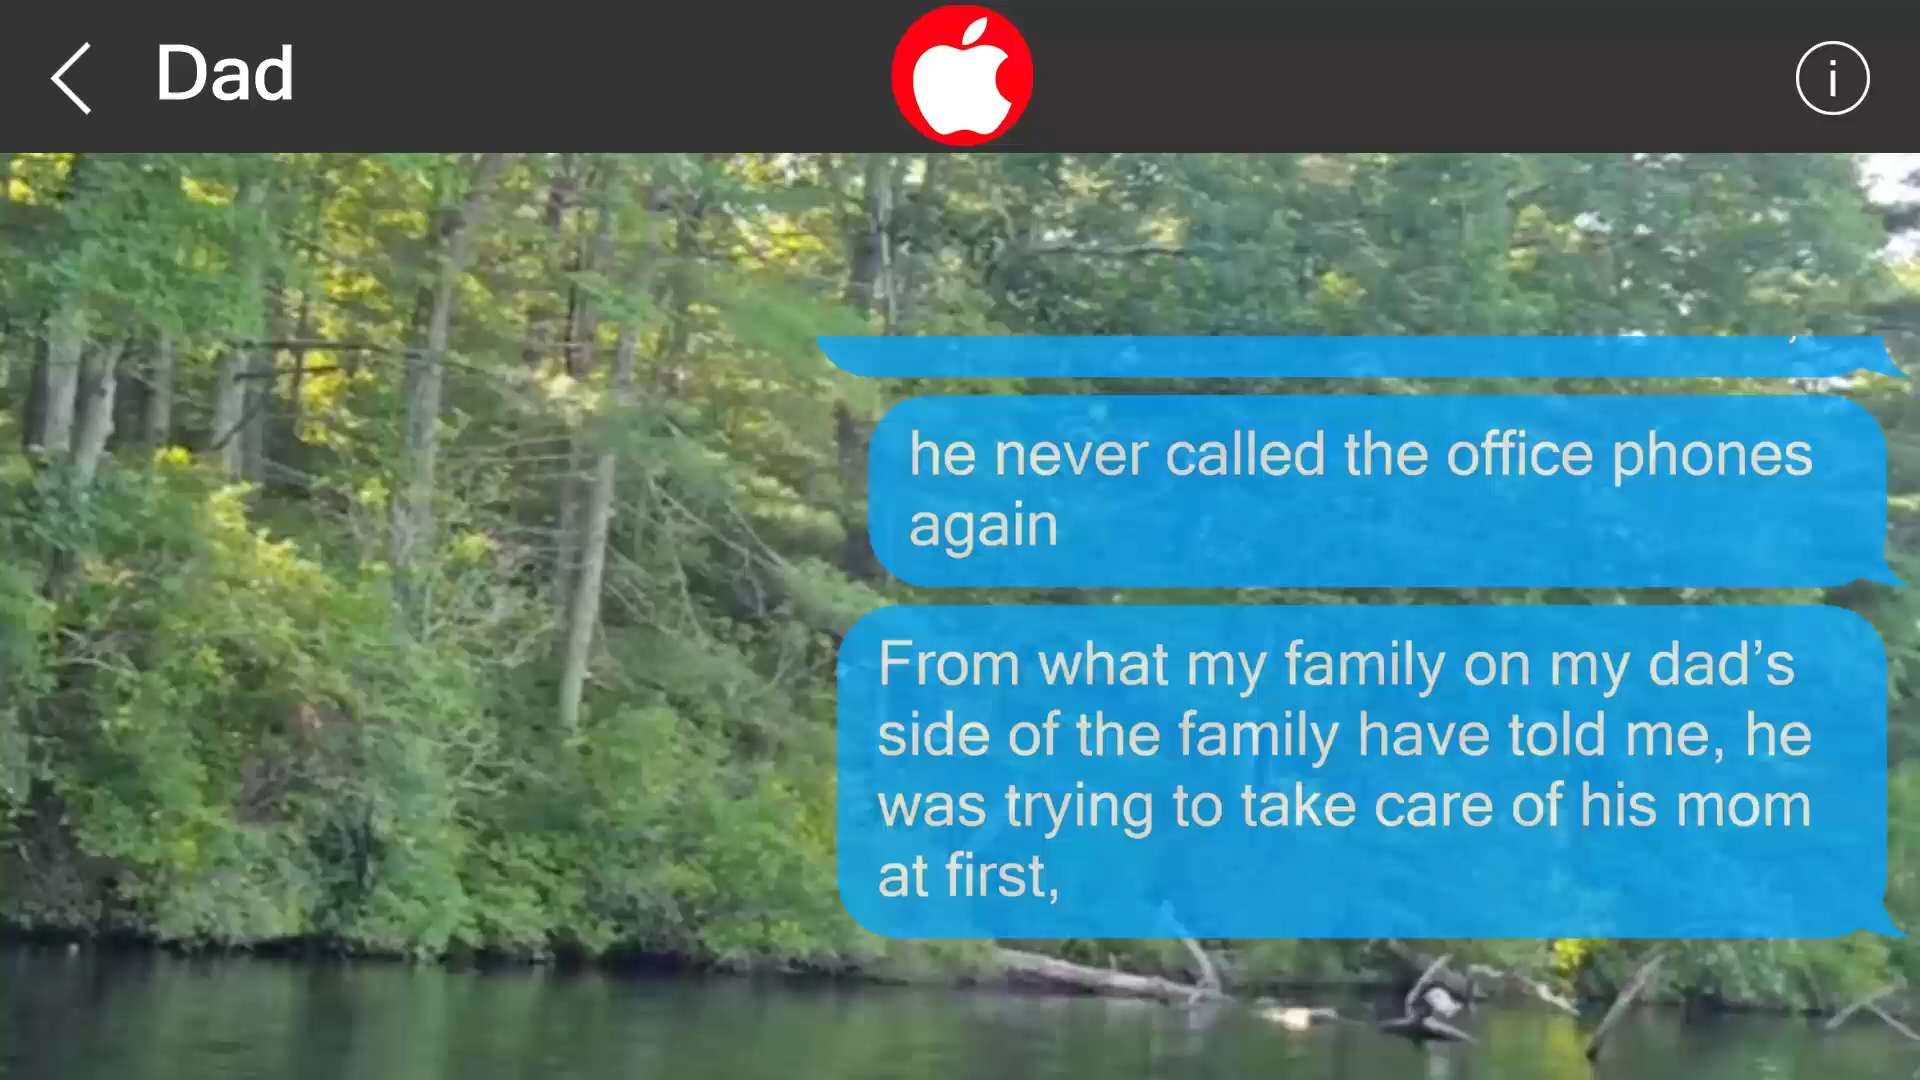 Dad
i
he never called the office phones
again
From what my family on my dad’s
side of the family have told me, he
was trying to take care of his mom
at first,